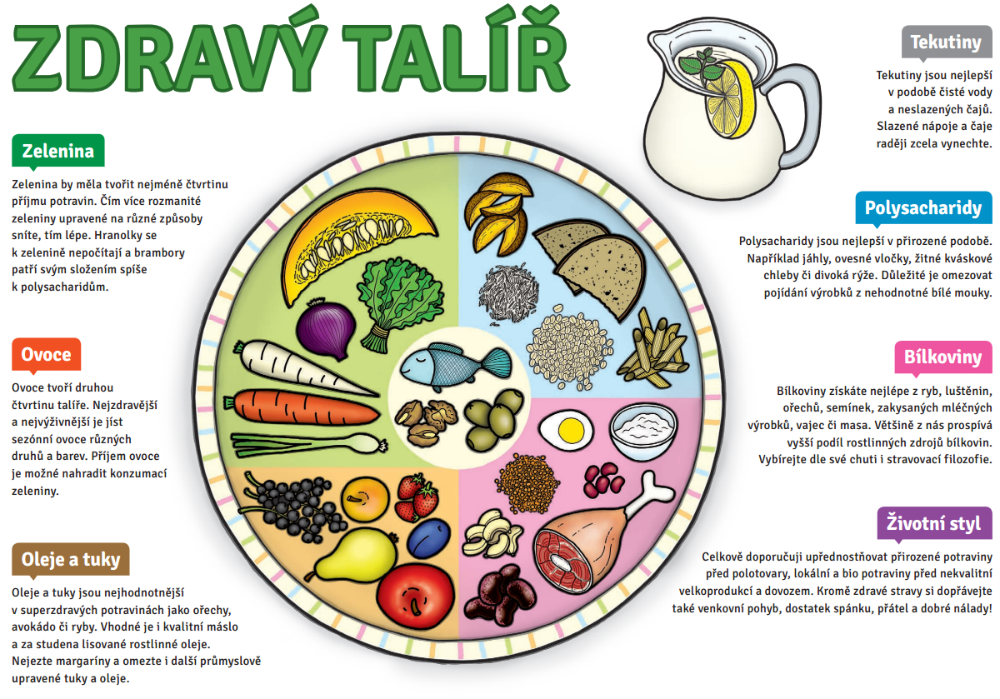 ZDRAVÝ TALÍŘ
Zelenina
Zelenina by měla tvořit nejméně čtvrtinu
příjmu potravin. Čím více rozmanité
zeleniny upravené na různé způsoby
sníte, tím lépe. Hranolky se
k zelenině nepočítají a brambory
patří svým složením spíše
k polysacharidům.
Ovoce
Ovoce tvoří druhou
čtvrtinu talíře. Nejzdravější
a nejvýživnější je jíst
sezónní ovoce různých
druhů a barev. Příjem ovoce
je možné nahradit konzumací
zeleniny.
Oleje a tuky
Oleje a tuky jsou nejhodnotnější
v superzdravých potravinách jako ořechy,
avokádo či ryby. Vhodné je i kvalitní máslo
a za studena lisované rostlinné oleje.
Nejezte margaríny a omezte i další průmyslově
upravené tuky a oleje.
Tekutiny
Tekutiny jsou nejlepší
v podobě čisté vody
a neslazených čajů.
Slazené nápoje a čaje
raději zcela vynechte.
Polysacharidy
Polysacharidy jsou nejlepší v přirozené podobě.
Například jáhly, ovesné vločky, žitné kváskové
chleby či divoká rýže. Důležité je omezovat
pojídání výrobků z nehodnotné bílé mouky.
Bílkoviny
Bílkoviny získáte nejlépe z ryb, luštěnin,
ořechů, semínek, zakysaných mléčných
výrobků, vajec či masa. Většině z nás prospívá
vyšší podíl rostlinných zdrojů bílkovin.
Vybírejte dle své chuti i stravovací filozofie.
Životní styl
Celkově doporučuji upřednostňovat přirozené potraviny
před polotovary, lokální a bio potraviny před nekvalitní
velkoprodukcí a dovozem. Kromě zdravé stravy si dopřávejte
také venkovní pohyb, dostatek spánku, přátel a dobré nálady!